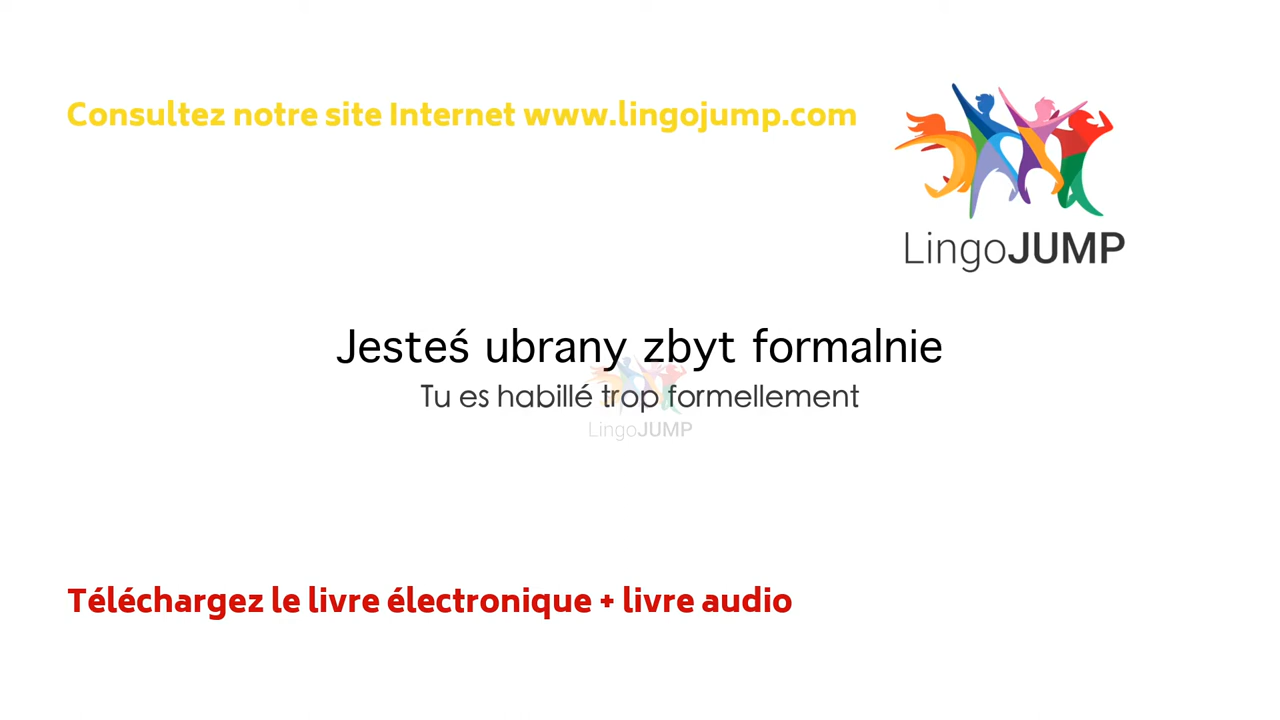 Consultez notre site Internet www.lingojump.com
LingoJUMP
Jesteś ubrany zbyt formalnie
Tu es habillé trop formellement
LingoJUMP
Téléchargez le livre électronique + livre audio